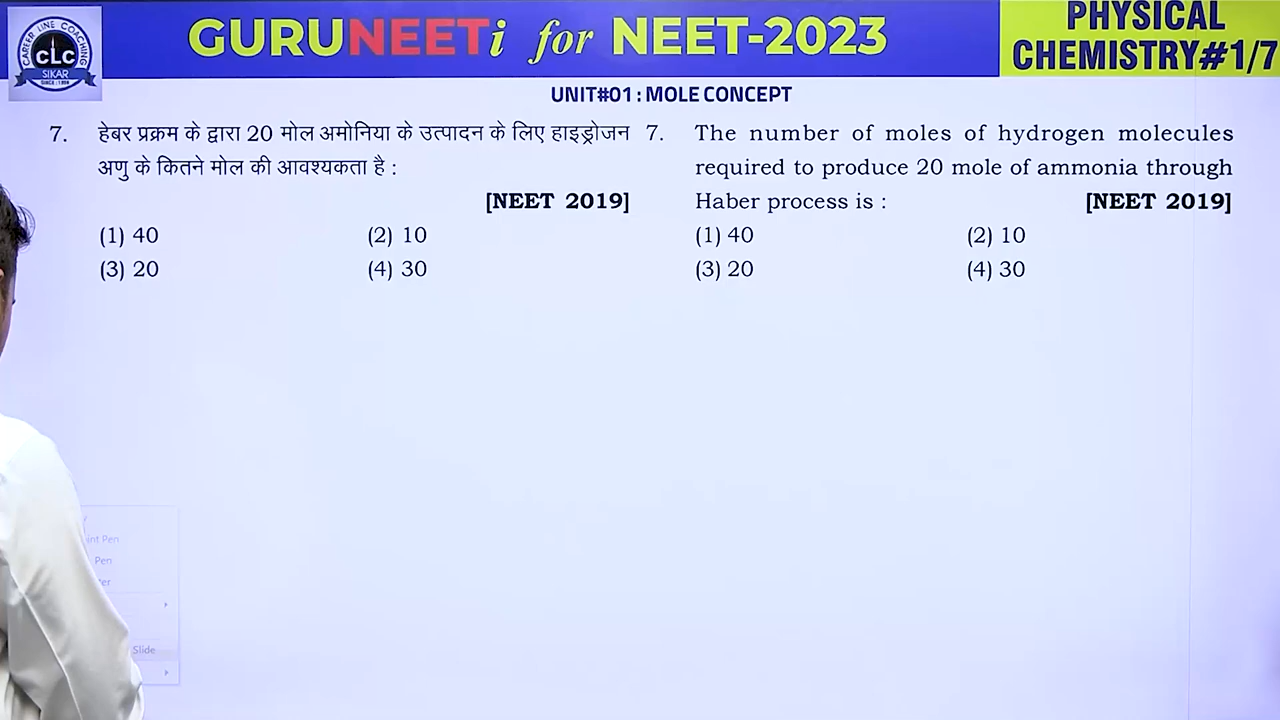 CAREER LINE COACHING
CLC
SIKAR
SINCE : 1996
GURUNEETi for NEET-2023
PHYSICAL
CHEMISTRY#1/7
UNIT#01 : MOLE CONCEPT
7. हेबर प्रक्रम के द्वारा 20 मोल अमोनिया के उत्पादन के लिए हाइड्रोजन
अणु के कितने मोल की आवश्यकता है :
[NEET 2019]
(1) 40 (2) 10
(3) 20 (4) 30
7. The number of moles of hydrogen molecules
required to produce 20 mole of ammonia through
Haber process is : [NEET 2019]
(1) 40 (2) 10
(3) 20 (4) 30
int Pen
Pen
Slide